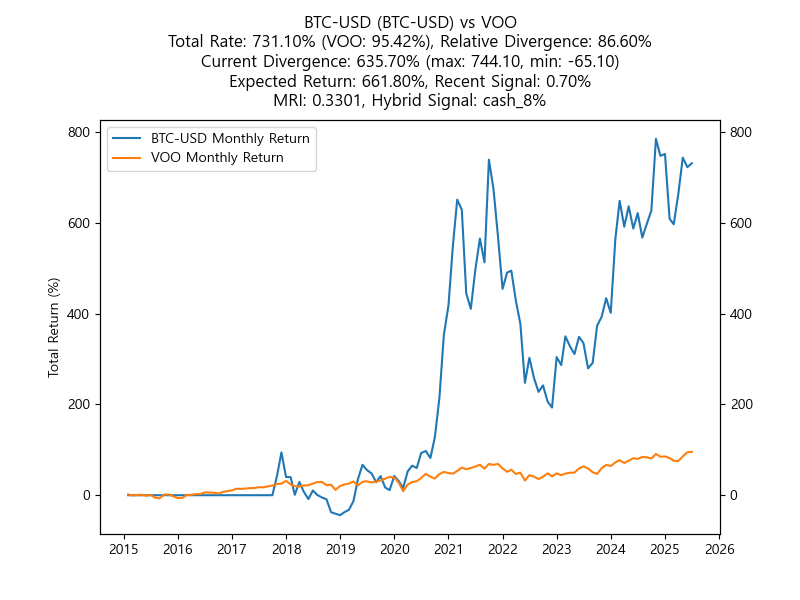 BTC-USD (BTC-USD) vs VOO
Total Rate: 731.10% (VOO: 95.42%), Relative Divergence: 86.60%
Current Divergence: 635.70% (max: 744.10, min: -65.10)
Expected Return: 661.80%, Recent Signal: 0.70%
MRI: 0.3301, Hybrid Signal: cash_8%
BTC-USD Monthly Return
VOO Monthly Return
Total Return (%)
800
600
400
200
0
800
600
400
200
0
2015 2016 2017 2018 2019 2020 2021 2022 2023 2024 2025 2026